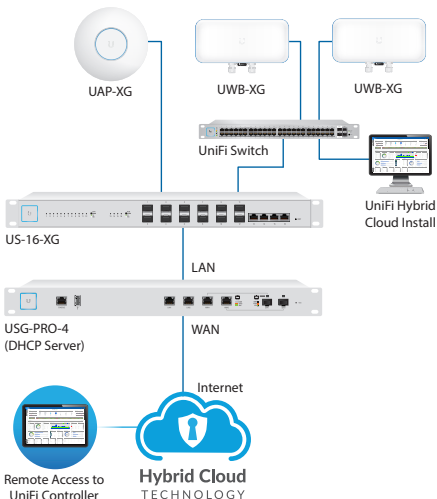 UAP-XG
UWB-XG
UWB-XG
UniFi Switch
UniFi Hybrid
Cloud Install
US-16-XG
LAN
USG-PRO-4
(DHCP Server)
WAN
Internet
Remote Access to
UniFi Controller
Hybrid Cloud
TECHNOLOGY